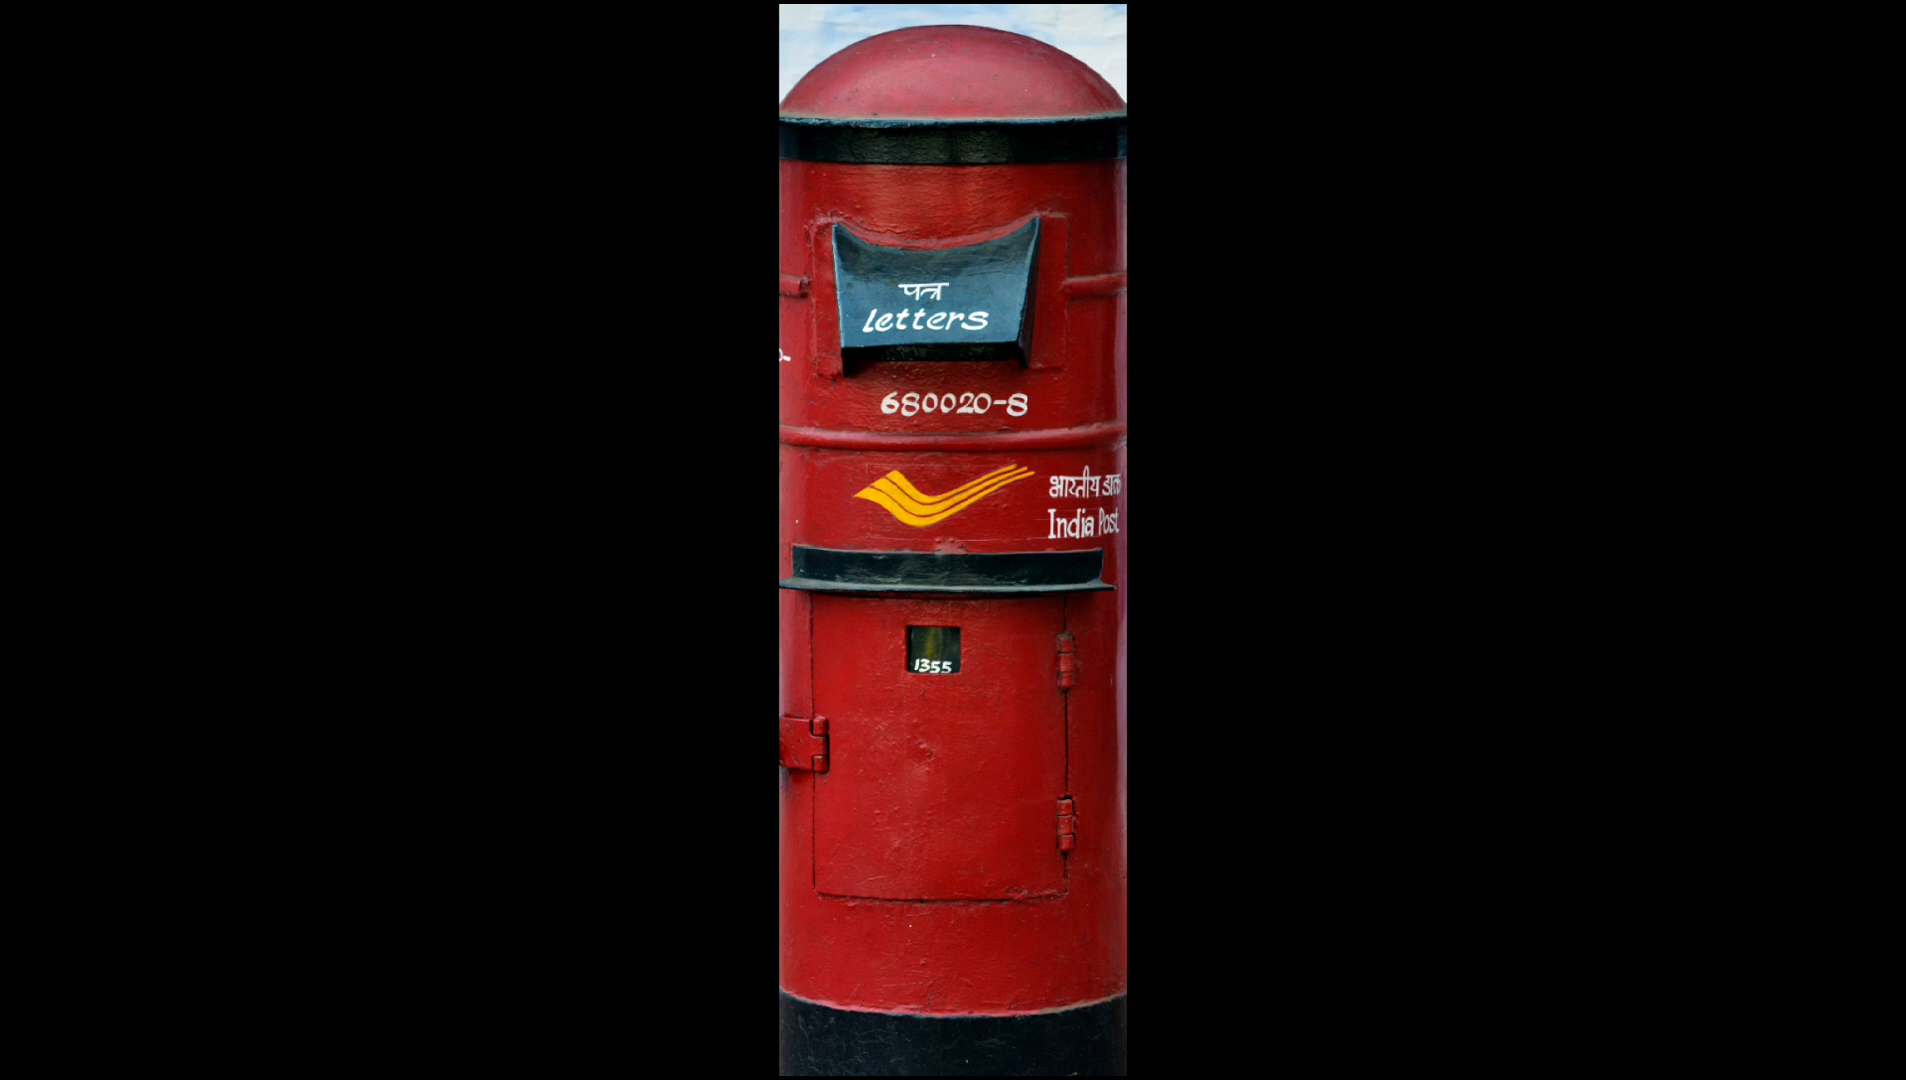 पत्र
letters
680020-8
भारतीय डाक
India Post
1355